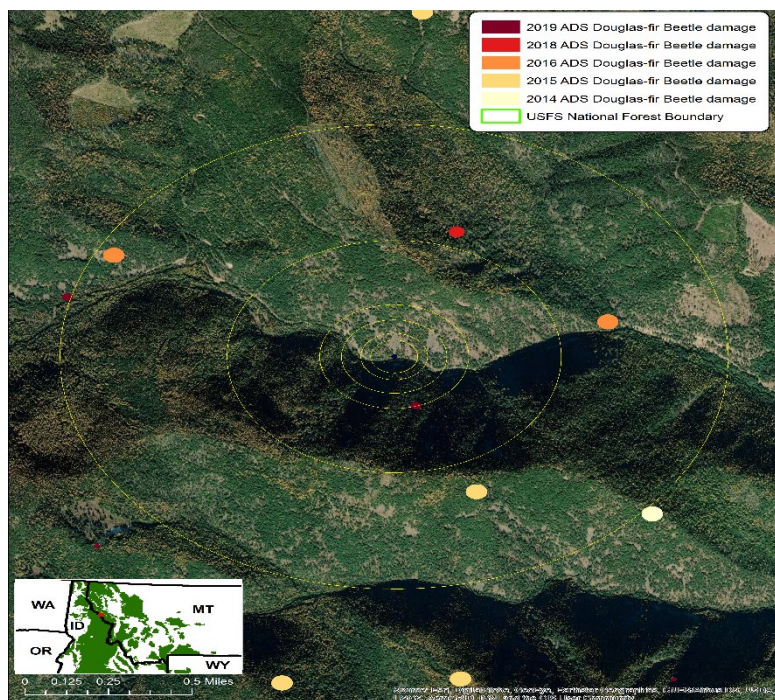 2019 ADS Douglas-fir Beetle damage
2018 ADS Douglas-fir Beetle damage
2016 ADS Douglas-fir Beetle damage
2015 ADS Douglas-fir Beetle damage
2014 ADS Douglas-fir Beetle damage
USFS National Forest Boundary
WA
MT
ID
OR
WY
0 0.125 0.25 0.5 Miles